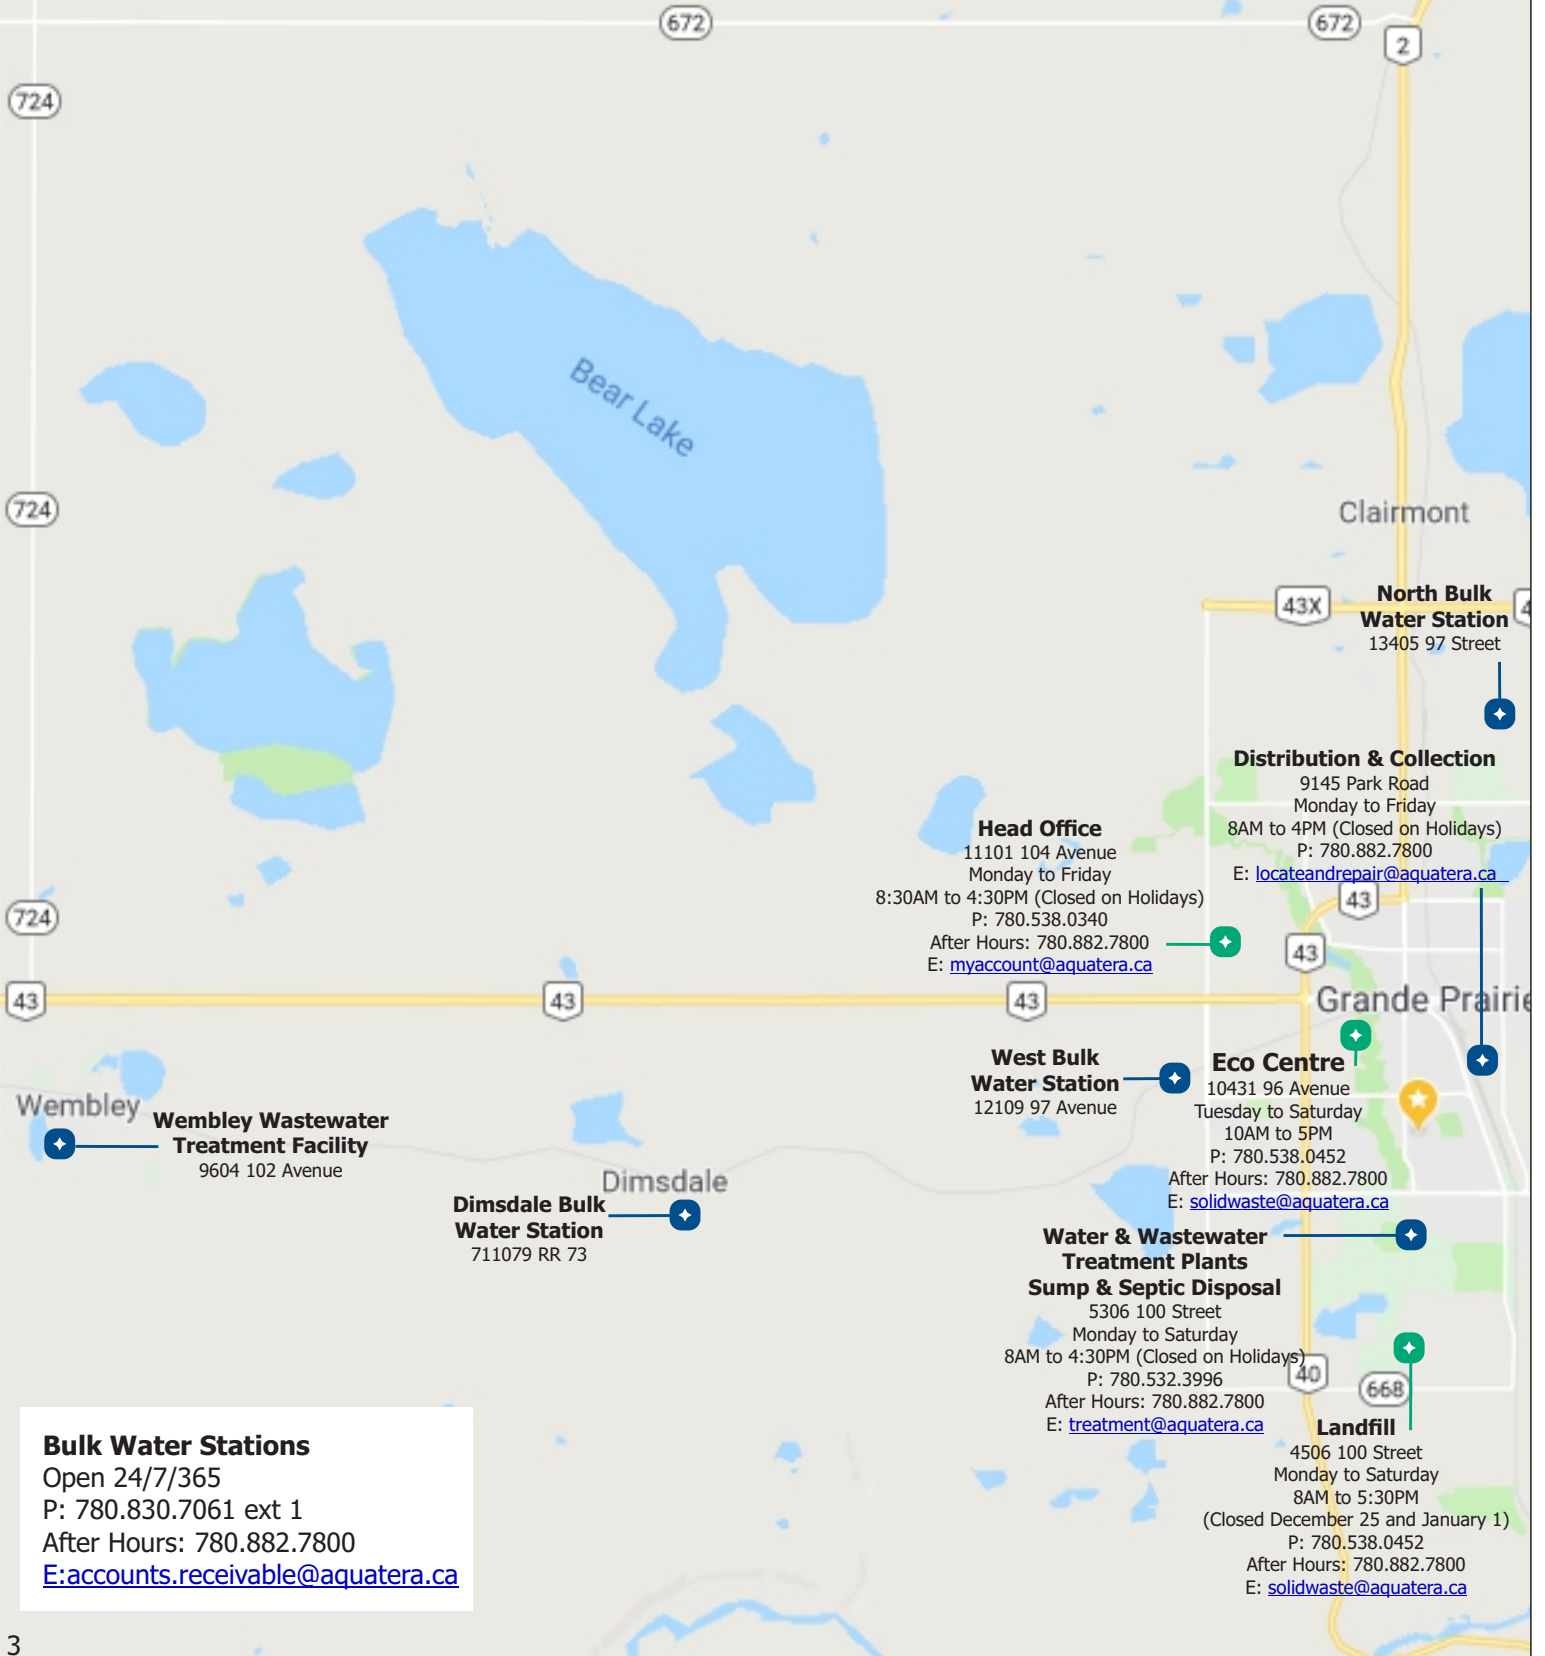 672
672
2
724
Bear Lake
724
Clairmont
43X
4
North Bulk
Water Station
13405 97 Street
Distribution & Collection
9145 Park Road
Monday to Friday
8AM to 4PM (Closed on Holidays)
P: 780.882.7800
E: locateandrepair@aquatera.ca
Head Office
11101 104 Avenue
Monday to Friday
8:30AM to 4:30PM (Closed on Holidays)
P: 780.538.0340
After Hours: 780.882.7800
E: myaccount@aquatera.ca
724
43
43
43
43
43
Grande Prairie
West Bulk
Water Station
12109 97 Avenue
Eco Centre
10431 96 Avenue
Tuesday to Saturday
10AM to 5PM
P: 780.538.0452
After Hours: 780.882.7800
E: solidwaste@aquatera.ca
Wembley
Wembley Wastewater
Treatment Facility
9604 102 Avenue
Dimsdale
Dimsdale Bulk
Water Station
711079 RR 73
Water & Wastewater
Treatment Plants
Sump & Septic Disposal
5306 100 Street
Monday to Saturday
8AM to 4:30PM (Closed on Holidays)
P: 780.532.3996
After Hours: 780.882.7800
E: treatment@aquatera.ca
40
668
Landfill
4506 100 Street
Monday to Saturday
8AM to 5:30PM
(Closed December 25 and January 1)
P: 780.538.0452
After Hours: 780.882.7800
E: solidwaste@aquatera.ca
Bulk Water Stations
Open 24/7/365
P: 780.830.7061 ext 1
After Hours: 780.882.7800
E:accounts.receivable@aquatera.ca
3